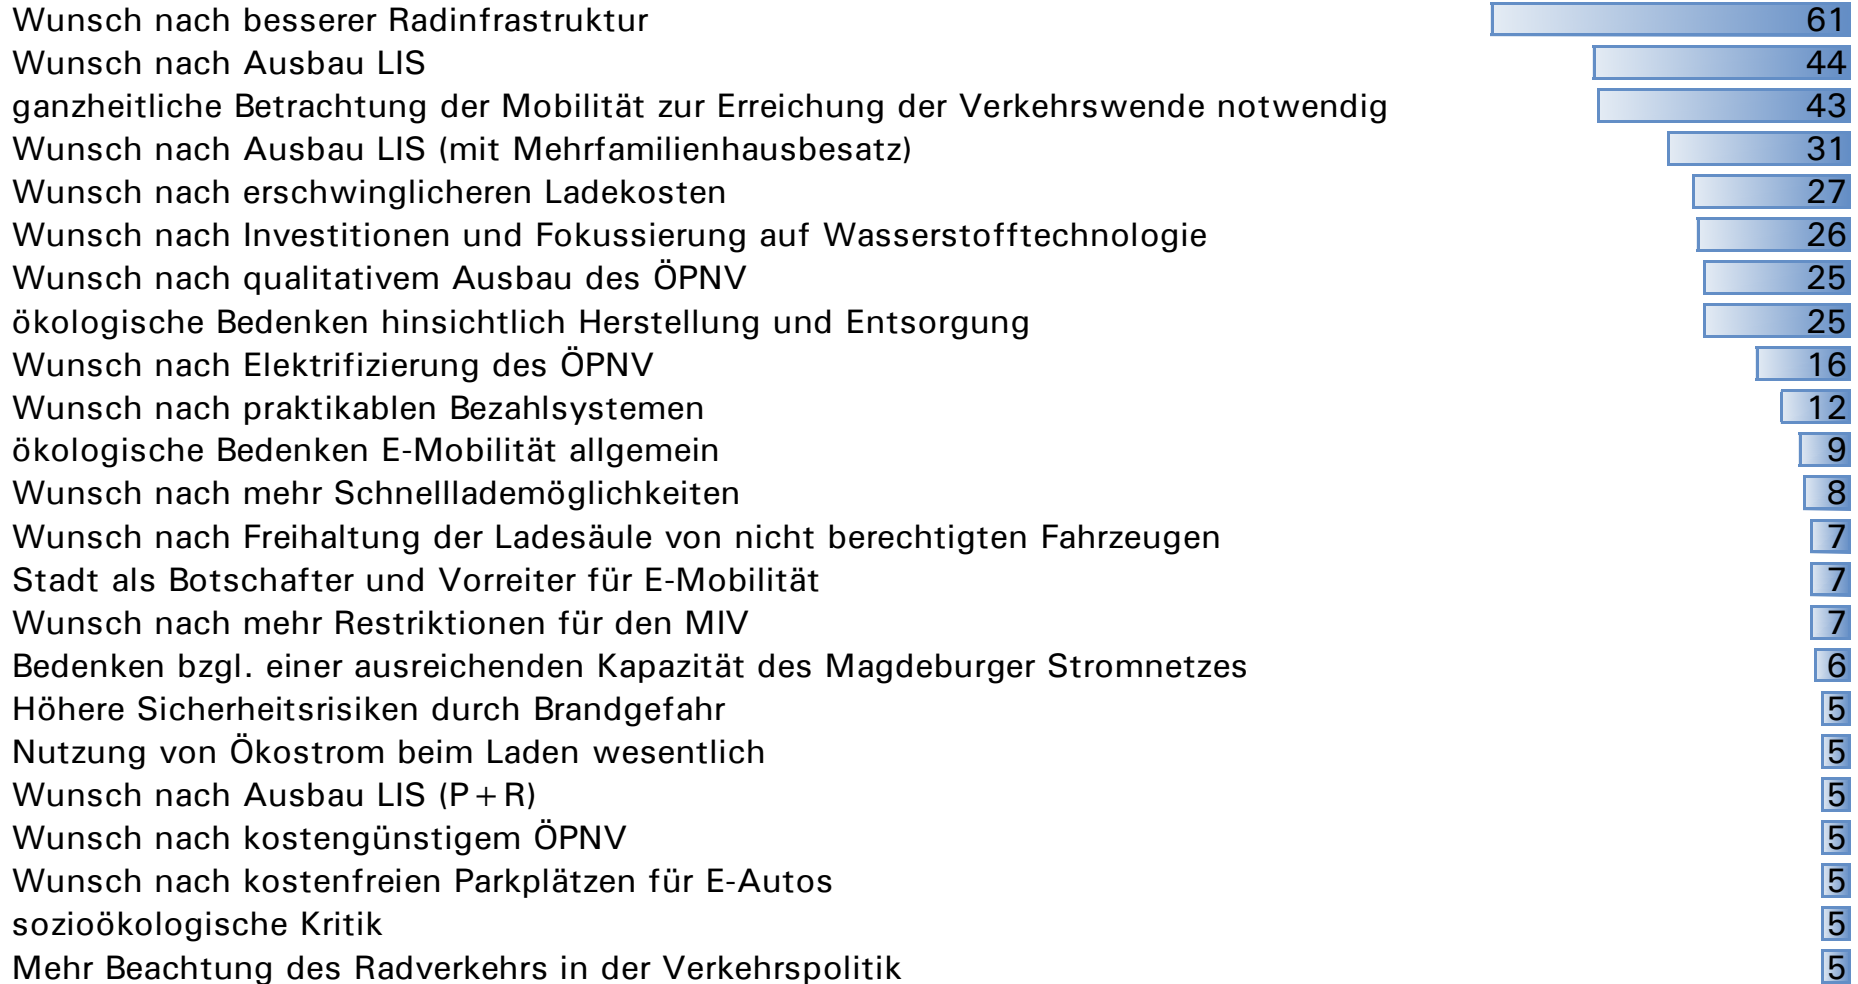 Wunsch nach besserer Radinfrastruktur 61
Wunsch nach Ausbau LIS 44
ganzheitliche Betrachtung der Mobilität zur Erreichung der Verkehrswende notwendig 43
Wunsch nach Ausbau LIS (mit Mehrfamilienhausbesatz) 31
Wunsch nach erschwinglicheren Ladekosten 27
Wunsch nach Investitionen und Fokussierung auf Wasserstofftechnologie 26
Wunsch nach qualitativem Ausbau des ÖPNV 25
ökologische Bedenken hinsichtlich Herstellung und Entsorgung 25
Wunsch nach Elektrifizierung des ÖPNV 16
Wunsch nach praktikablen Bezahlsystemen 12
ökologische Bedenken E-Mobilität allgemein 9
Wunsch nach mehr Schnelllademöglichkeiten 8
Wunsch nach Freihaltung der Ladesäule von nicht berechtigten Fahrzeugen 7
Stadt als Botschafter und Vorreiter für E-Mobilität 7
Wunsch nach mehr Restriktionen für den MIV 7
Bedenken bzgl. einer ausreichenden Kapazität des Magdeburger Stromnetzes 6
Höhere Sicherheitsrisiken durch Brandgefahr 5
Nutzung von Ökostrom beim Laden wesentlich 5
Wunsch nach Ausbau LIS (P+R) 5
Wunsch nach kostengünstigem ÖPNV 5
Wunsch nach kostenfreien Parkplätzen für E-Autos 5
sozioökologische Kritik 5
Mehr Beachtung des Radverkehrs in der Verkehrspolitik 5